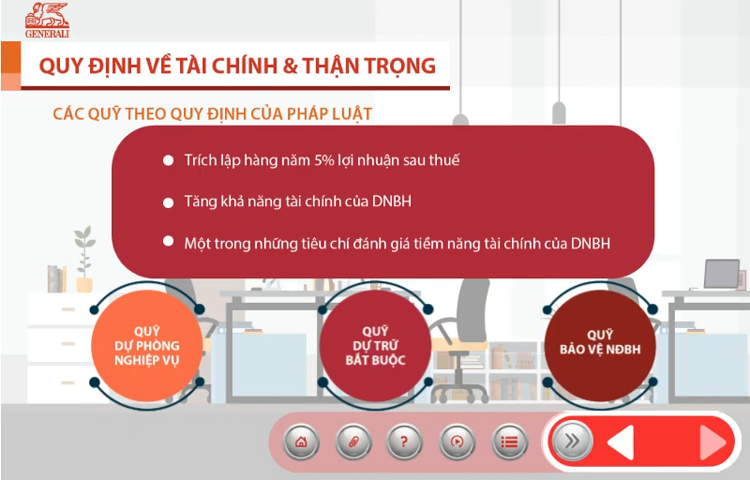 GENERALI
QUY ĐỊNH VỀ TÀI CHÍNH & THẬN TRỌNG
CÁC QUỸ THEO QUY ĐỊNH CỦA PHÁP LUẬT
Trích lập hàng năm 5% lợi nhuận sau thuế
Tăng khả năng tài chính của DNBH
Một trong những tiêu chí đánh giá tiềm năng tài chính của DNBH
QUỸ
DỰ PHÒNG
NGHIỆP VỤ
QUỸ
DỰ TRỮ
BẮT BUỘC
QUỸ
BẢO VỆ NĐBH
?